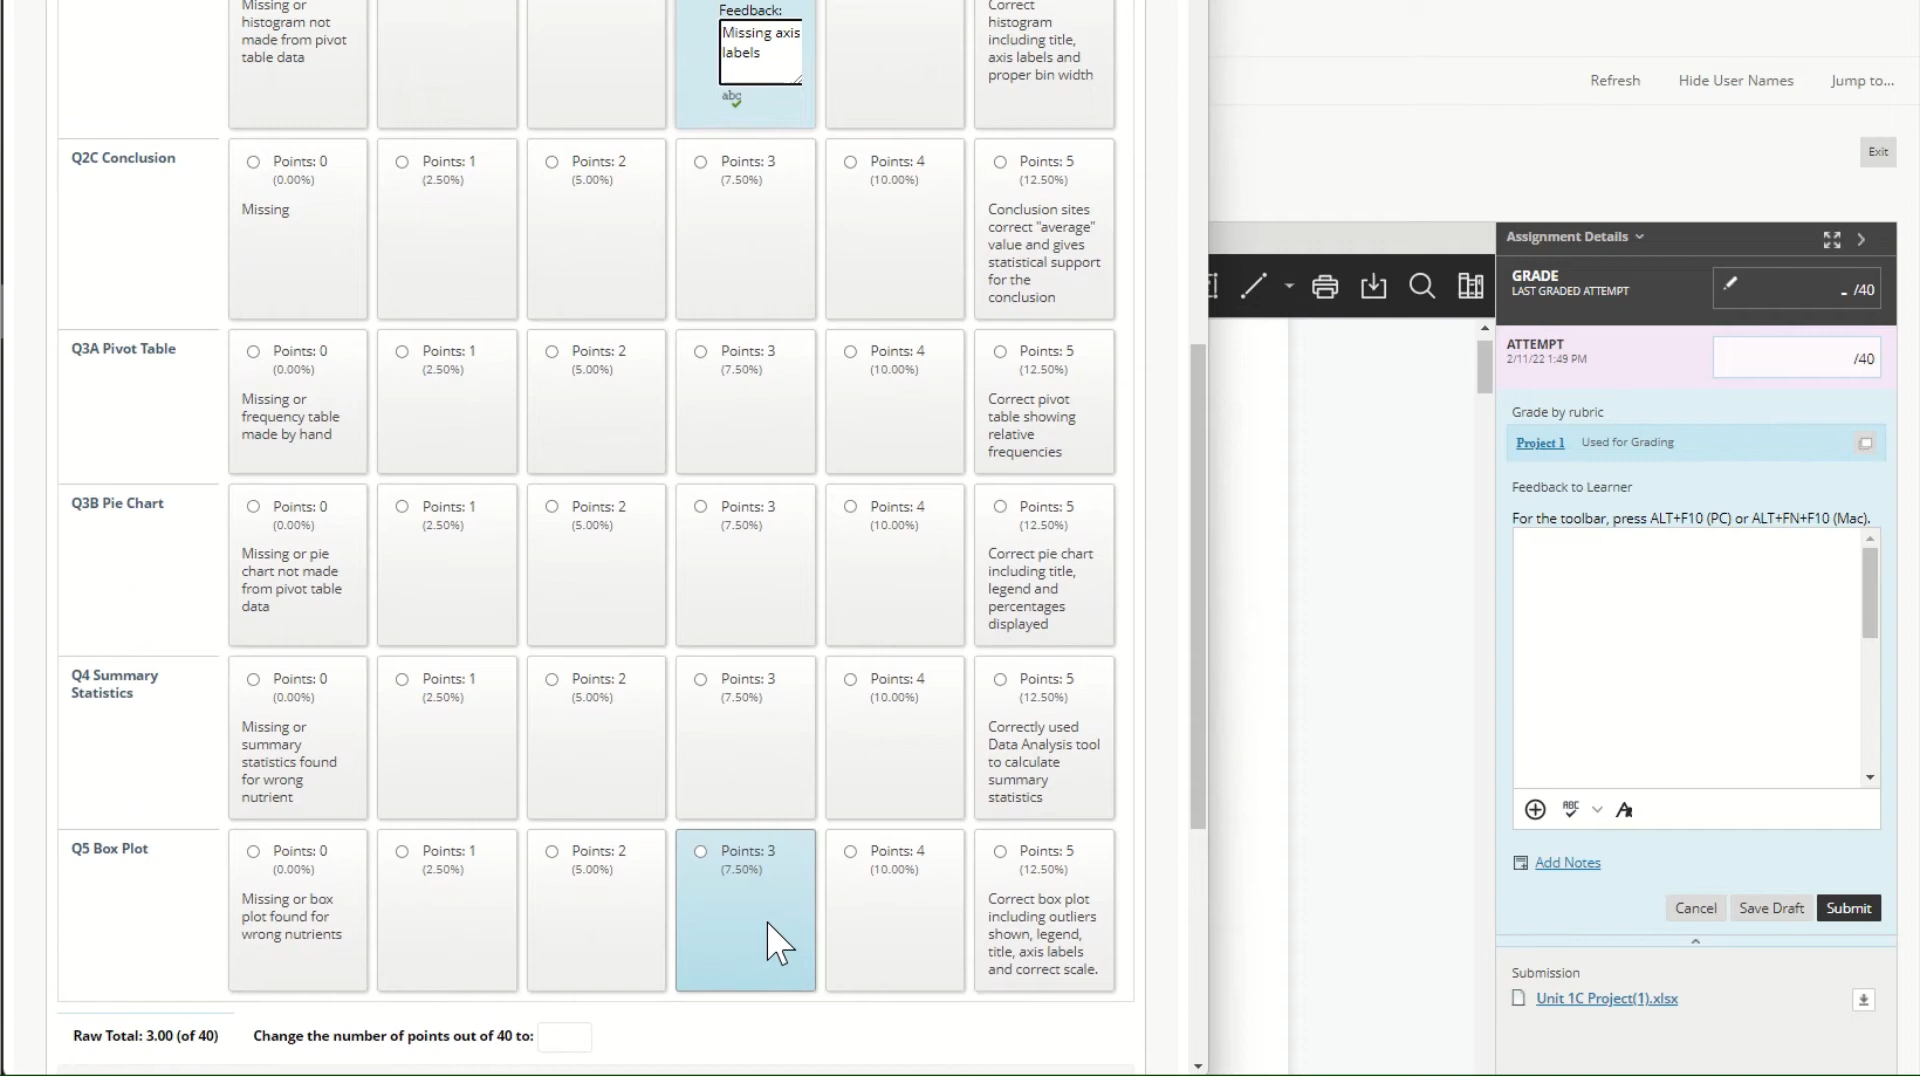 Missing or
histogram not
made from pivot
table data
Feedback:
Missing axis
labels
abc
Correct
histogram
including title,
axis labels and
proper bin width
Q2C Conclusion
Points: 0
(0.00%)
Missing
Points: 1
(2.50%)
Points: 2
(5.00%)
Points: 3
(7.50%)
Points: 4
(10.00%)
Points: 5
(12.50%)
Conclusion sites
correct "average"
value and gives
statistical support
for the
conclusion
Q3A Pivot Table
Points: 0
(0.00%)
Missing or
frequency table
made by hand
Points: 1
(2.50%)
Points: 2
(5.00%)
Points: 3
(7.50%)
Points: 4
(10.00%)
Points: 5
(12.50%)
Correct pivot
table showing
relative
frequencies
Q3B Pie Chart
Points: 0
(0.00%)
Missing or pie
chart not made
from pivot table
data
Points: 1
(2.50%)
Points: 2
(5.00%)
Points: 3
(7.50%)
Points: 4
(10.00%)
Points: 5
(12.50%)
Correct pie chart
including title,
legend and
percentages
displayed
Q4 Summary
Statistics
Points: 0
(0.00%)
Missing or
summary
statistics found
for wrong
nutrient
Points: 1
(2.50%)
Points: 2
(5.00%)
Points: 3
(7.50%)
Points: 4
(10.00%)
Points: 5
(12.50%)
Correctly used
Data Analysis tool
to calculate
summary
statistics
Q5 Box Plot
Points: 0
(0.00%)
Missing or box
plot found for
wrong nutrients
Points: 1
(2.50%)
Points: 2
(5.00%)
Points: 3
(7.50%)
Points: 4
(10.00%)
Points: 5
(12.50%)
Correct box plot
including outliers
shown, legend,
title, axis labels
and correct scale.
Raw Total: 3.00 (of 40)
Change the number of points out of 40 to:
Refresh
Hide User Names
Jump to...
Exit
Assignment Details
GRADE
LAST GRADED ATTEMPT
- /40
ATTEMPT
2/11/22 1:49 PM
/40
Grade by rubric
Project 1
Used for Grading
Feedback to Learner
For the toolbar, press ALT+F10 (PC) or ALT+FN+F10 (Mac).
ABC
Add Notes
Cancel
Save Draft
Submit
Submission
Unit 1C Project(1).xlsx